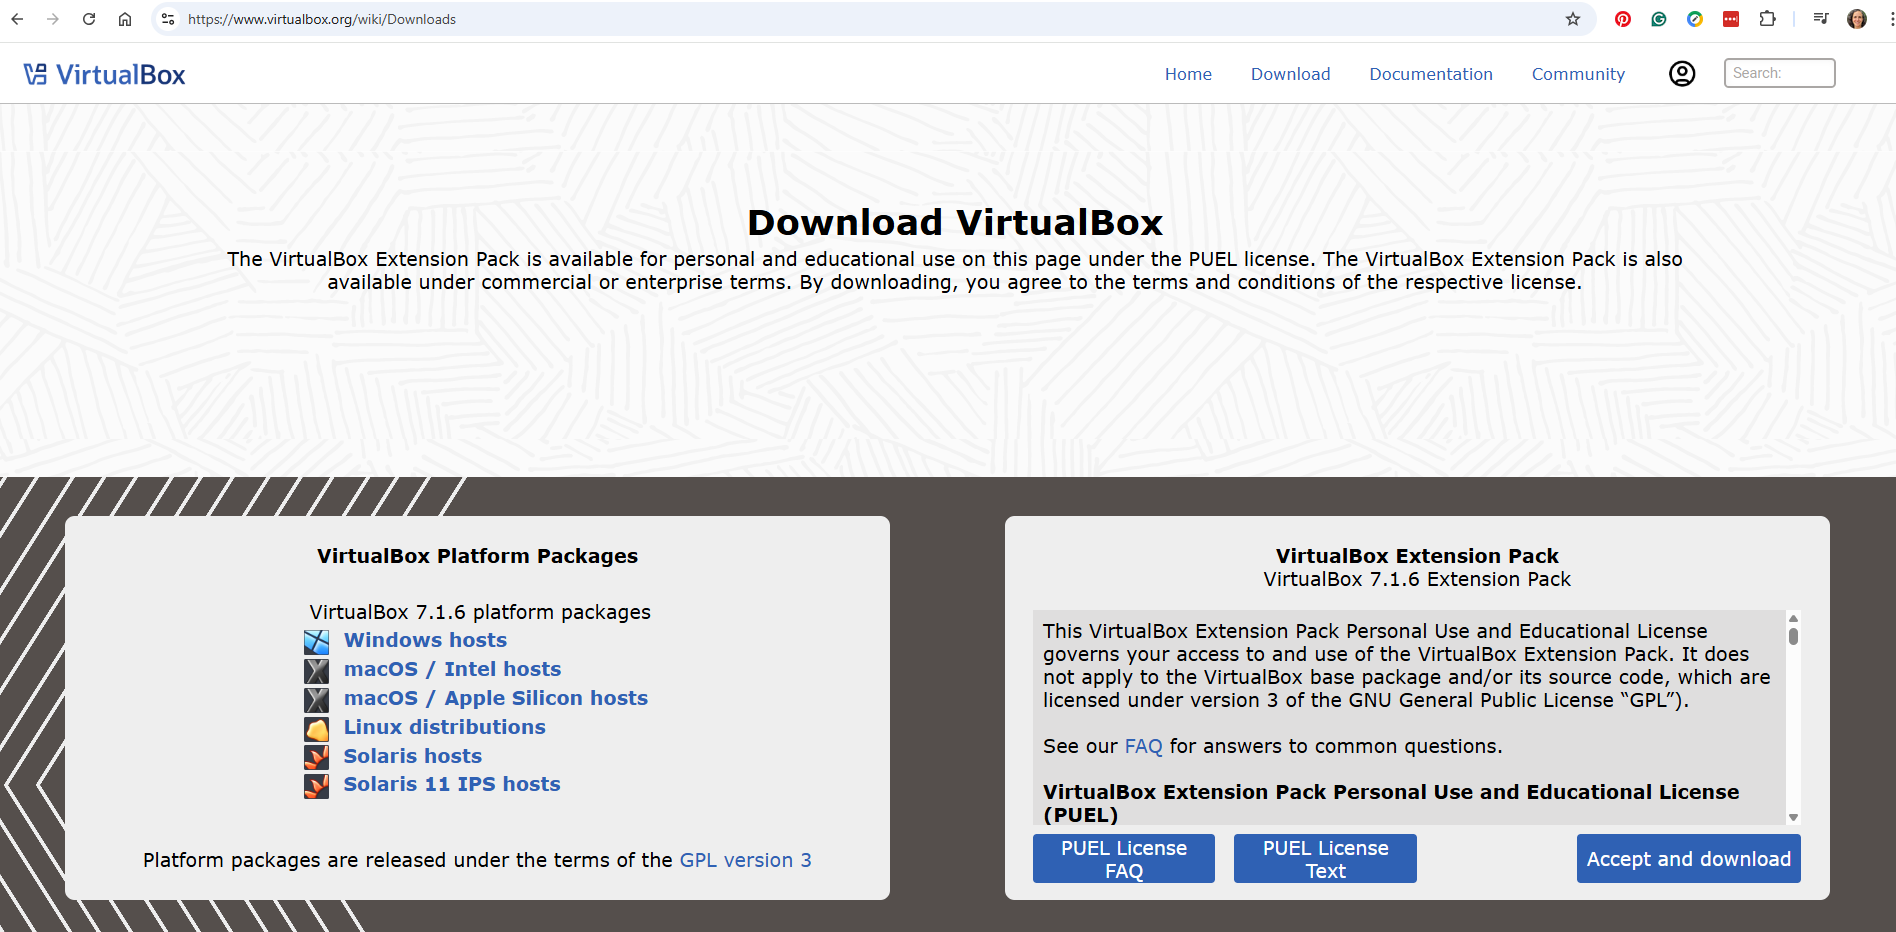 https://www.virtualbox.org/wiki/Downloads
VirtualBox
Home
Download
Documentation
Community
Search:
Download VirtualBox
The VirtualBox Extension Pack is available for personal and educational use on this page under the PUEL license. The VirtualBox Extension Pack is also
available under commercial or enterprise terms. By downloading, you agree to the terms and conditions of the respective license.
VirtualBox Platform Packages
VirtualBox 7.1.6 platform packages
Windows hosts
macOS / Intel hosts
macOS / Apple Silicon hosts
Linux distributions
Solaris hosts
Solaris 11 IPS hosts
Platform packages are released under the terms of the GPL version 3
VirtualBox Extension Pack
VirtualBox 7.1.6 Extension Pack
This VirtualBox Extension Pack Personal Use and Educational License
governs your access to and use of the VirtualBox Extension Pack. It does
not apply to the VirtualBox base package and/or its source code, which are
licensed under version 3 of the GNU General Public License “GPL”).
See our FAQ for answers to common questions.
VirtualBox Extension Pack Personal Use and Educational License
(PUEL)
PUEL License
FAQ
PUEL License
Text
Accept and download